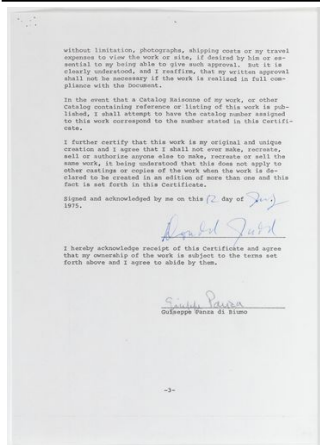 without limitation, photographs, shipping costs or my travel
expenses to view the work or site, if desired by him or es-
sential to my being able to give such approval. But it is
clearly understood, and I reaffirm, that my written approval
shall not be necessary if the work is realized in full com-
pliance with the Document.
In the event that a Catalog Raisonne of my work, or other
Catalog containing reference or listing of this work is pub-
lished, I shall attempt to have the catalog number assigned
to this work correspond to the number stated in this Certifi-
cate.
I further certify that this work is my original and unique
creation and I agree that I shall not ever make, recreate,
sell or authorize anyone else to make, recreate or sell the
same work, it being understood that this does not apply to
other castings or copies of the work when the work is de-
clared to be created in an edition of more than one and this
fact is set forth in this Certificate.
Signed and acknowledged by me on this 12 day of
1975.
Donald Judd
I hereby acknowledge receipt of this Certificate and agree
that my ownership of the work is subject to the terms set
forth above and I agree to abide by them.
Giuseppe Panza
Guiseppe Panza di Biumo
-3-